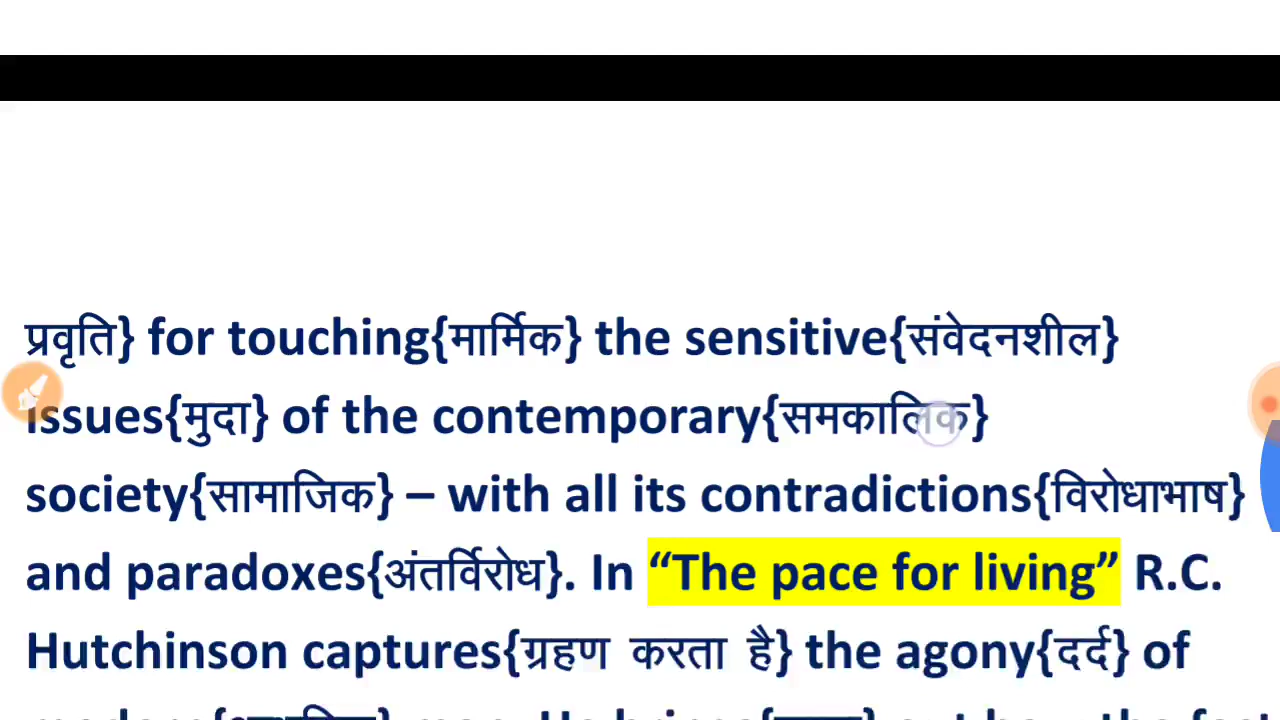 प्रवृति} for touching{मार्मिक} the sensitive{संवेदनशील}
issues{मुदा} of the contemporary{समकालिक}
society{सामाजिक} – with all its contradictions{विरोधाभाष}
and paradoxes{अंतर्विरोध}. In “The pace for living” R.C.
Hutchinson captures{ग्रहण करता है} the agony{दर्द} of